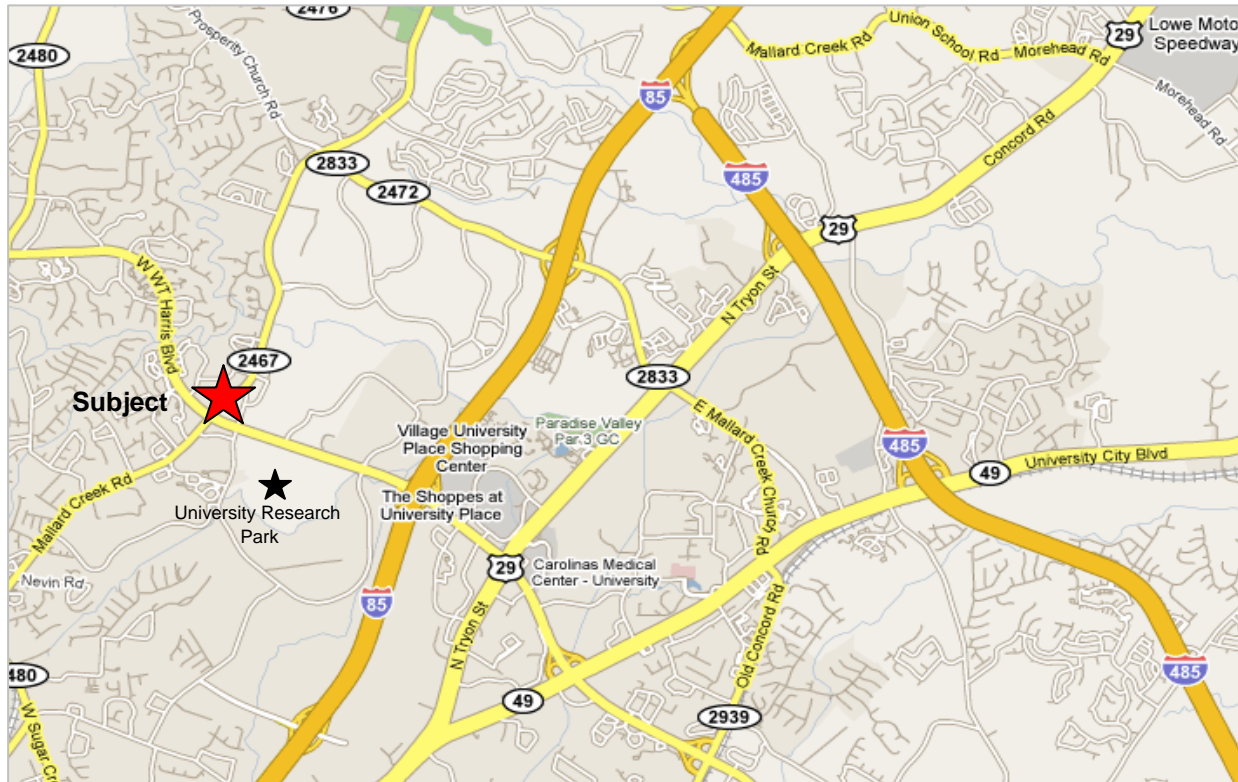 2476
29
Lowe Moto
Speedway
2480
Prosperity Church Rd
Mallard Creek Rd
Union School Rd
Morehead Rd
Morehead Rd
85
Concord Rd
2833
485
2472
29
W WT Harris Blvd
N Tryon St
2467
2833
Subject
E Mallard Creek Church Rd
Village University
Place Shopping
Center
Paradise Valley
Par 3 GC
485
University City Blvd
49
University Research
Park
The Shoppes at
University Place
Mallard Creek Rd
29
Carolinas Medical
Center - University
Nevin Rd
85
N Tryon St
Old Concord Rd
480
49
485
2939
W Sugar Cr